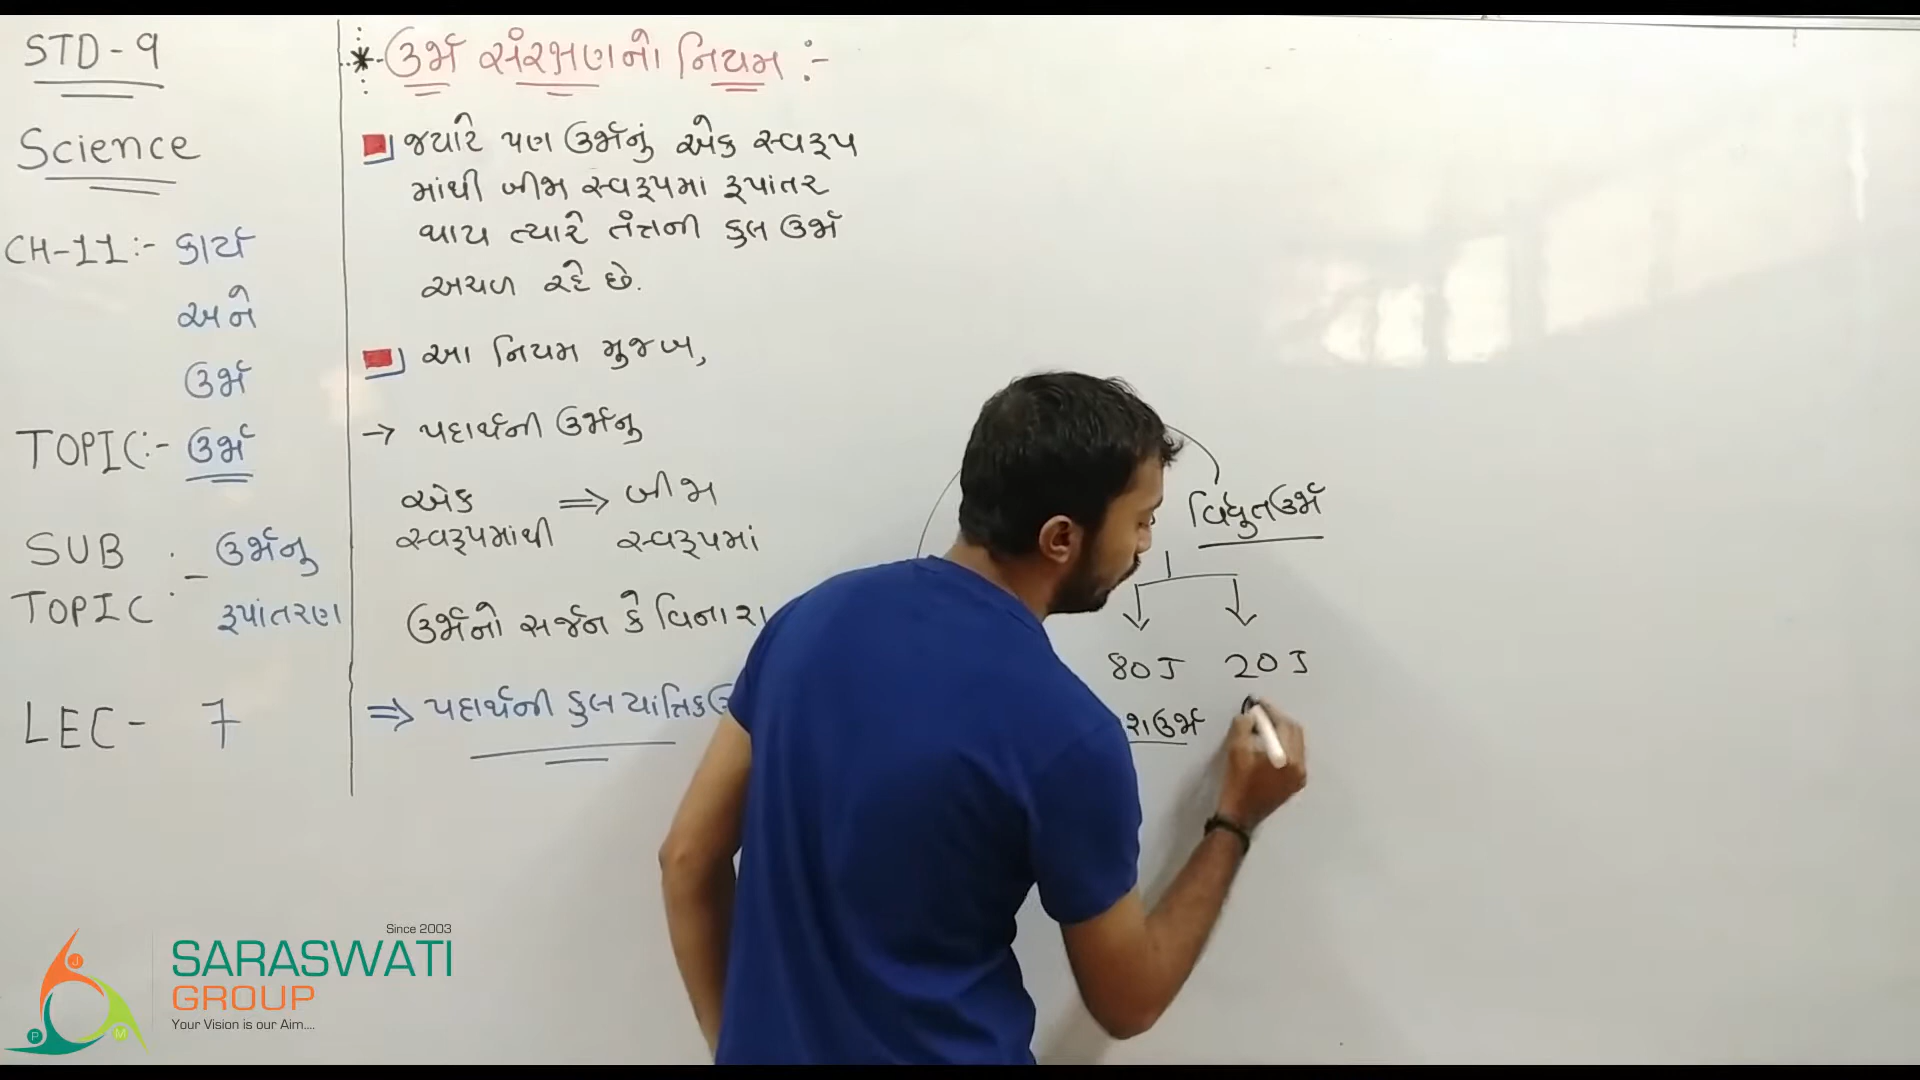 STD-9
Science
CH-11:- કાર્ય
અને
ઉર્જા
TOPIC:- ઉર્જા
SUB
TOPIC :- ઉર્જાનુ
રૂપાંતરણ
LEC- 7
* ઉર્જા સંરક્ષણનો નિયમ :-
જયારે પણ ઉર્જાનું એક સ્વરૂપ
માંથી બીજા સ્વરૂપમાં રૂપાંતર
થાય ત્યારે તંત્રની કુલ ઉર્જા
અચળ રહે છે.
આ નિયમ મુજબ,
→ પદાર્થની ઉર્જાનુ
એક ⇒ બીજા
સ્વરૂપમાંથી સ્વરૂપમાં
ઉર્જાનો સર્જન કે વિનાશ
⇒ પદાર્થની કુલ યાંત્રિક
વિધુતઉર્જા
80 J 20 J
શઉર્જા
Since 2003
SARASWATI
GROUP
Your Vision is our Aim....
J
P
M